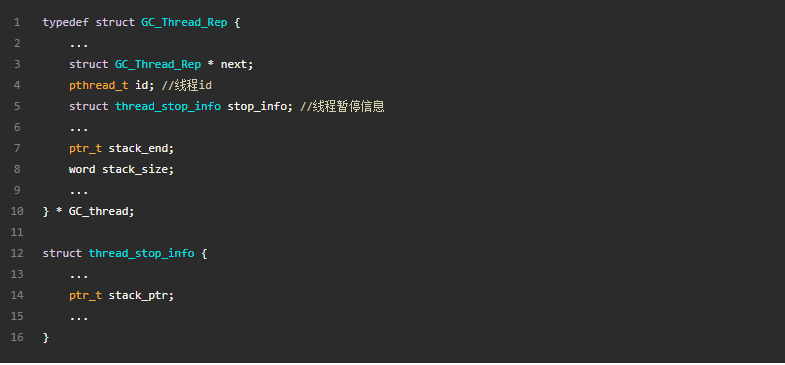 1 typedef struct GC_Thread_Rep {
2     ...
3     struct GC_Thread_Rep * next;
4     pthread_t id; //线程id
5     struct thread_stop_info stop_info; //线程暂停信息
6     ...
7     ptr_t stack_end;
8     word stack_size;
9     ...
10 } * GC_thread;
11
12 struct thread_stop_info {
13     ...
14     ptr_t stack_ptr;
15     ...
16 }